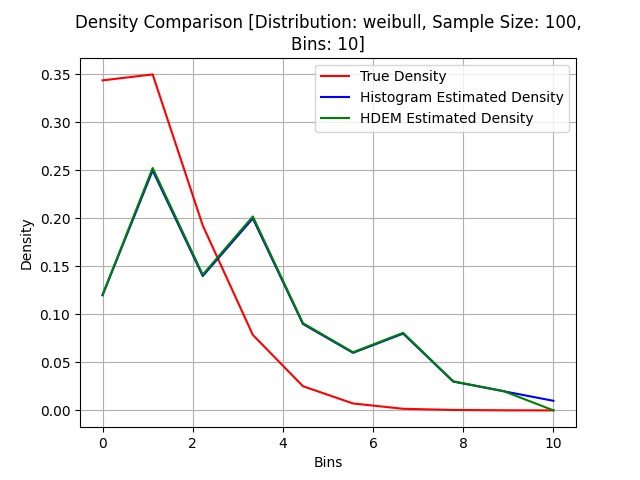 Density Comparison [Distribution: weibull, Sample Size: 100,
Bins: 10]
True Density
Histogram Estimated Density
HDEM Estimated Density
Density
0.35
0.30
0.25
0.20
0.15
0.10
0.05
0.00
0 2 4 6 8 10
Bins